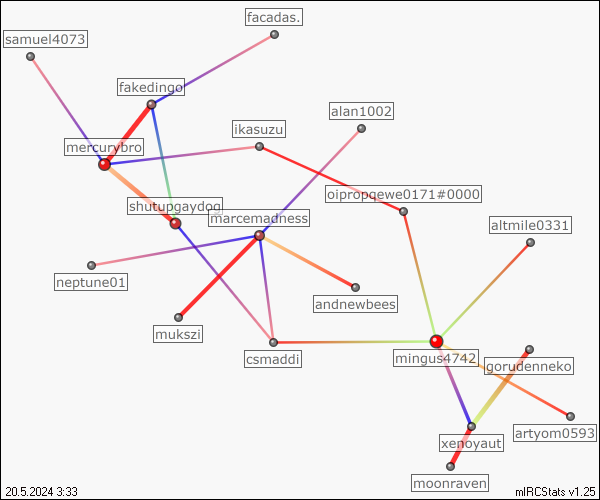 facadas.
samuel4073
fakedingo
alan1002
ikasuzu
mercurybro
oipropqewe0171#0000
shutupgaydog
marcemadness
altmile0331
neptune01
andnewbees
mukszi
csmaddi
mingus4742
gorudenneko
artyom0593
xenoyaut
moonraven
20.5.2024 3:33
mIRCStats v1.25